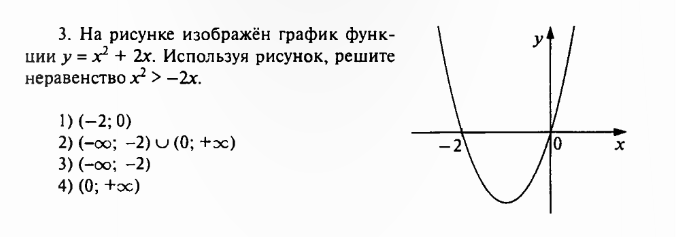 3. На рисунке изображён график функ-
ции y = x² + 2x. Используя рисунок, решите
неравенство x² > −2x.
1) (−2; 0)
2) (−∞; −2) ∪ (0; +∞)
3) (−∞; −2)
4) (0; +∞)
y
−2
0
x